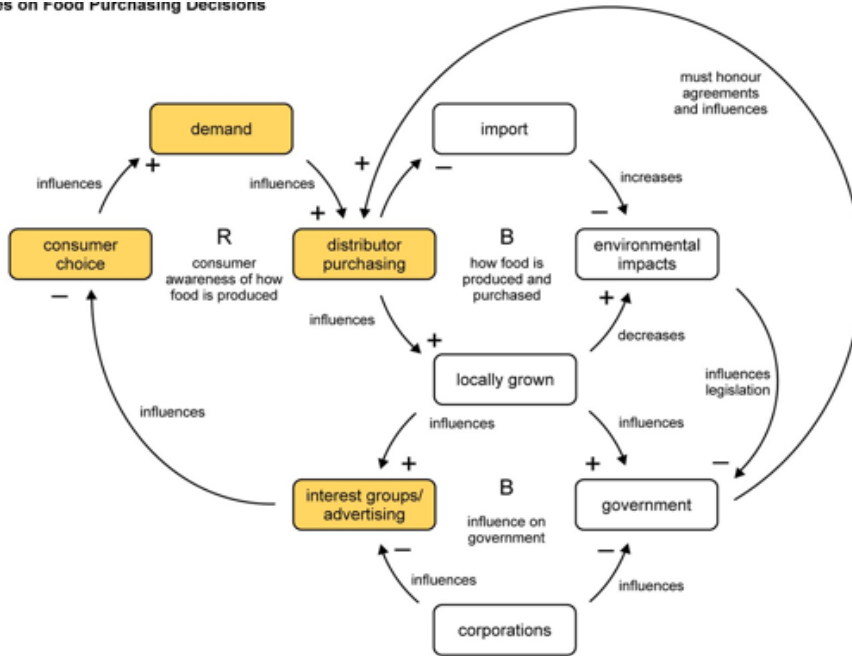 es on Food Purchasing Decisions
must honour
agreements
and influences
demand
import
+
influences
influences
+
+
−
increases
−
consumer
choice
−
R
consumer
awareness of how
food is produced
distributor
purchasing
B
how food is
produced and
purchased
environmental
impacts
+
influences
+
decreases
locally grown
influences
legislation
influences
influences
influences
+
+
−
interest groups/
advertising
B
influence on
government
government
−
−
influences
influences
corporations